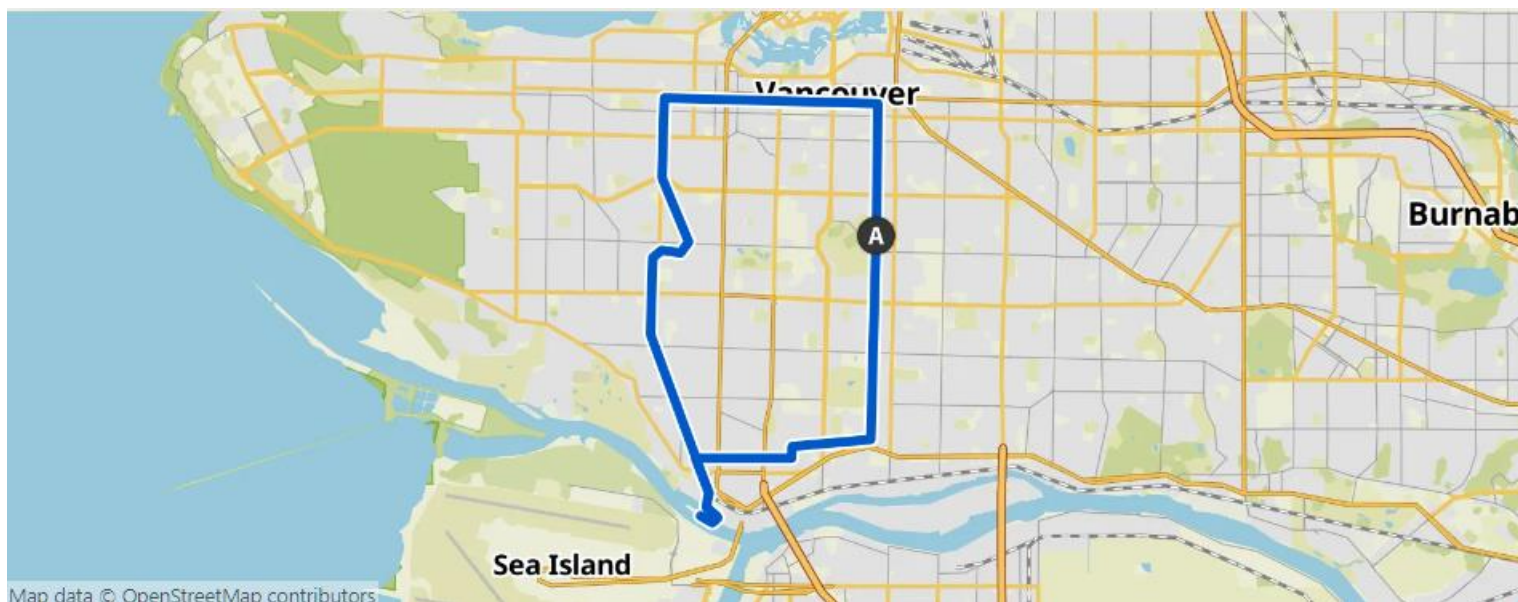 Vancouver
A
Burnab
Sea Island
Map data © OpenStreetMap contributors